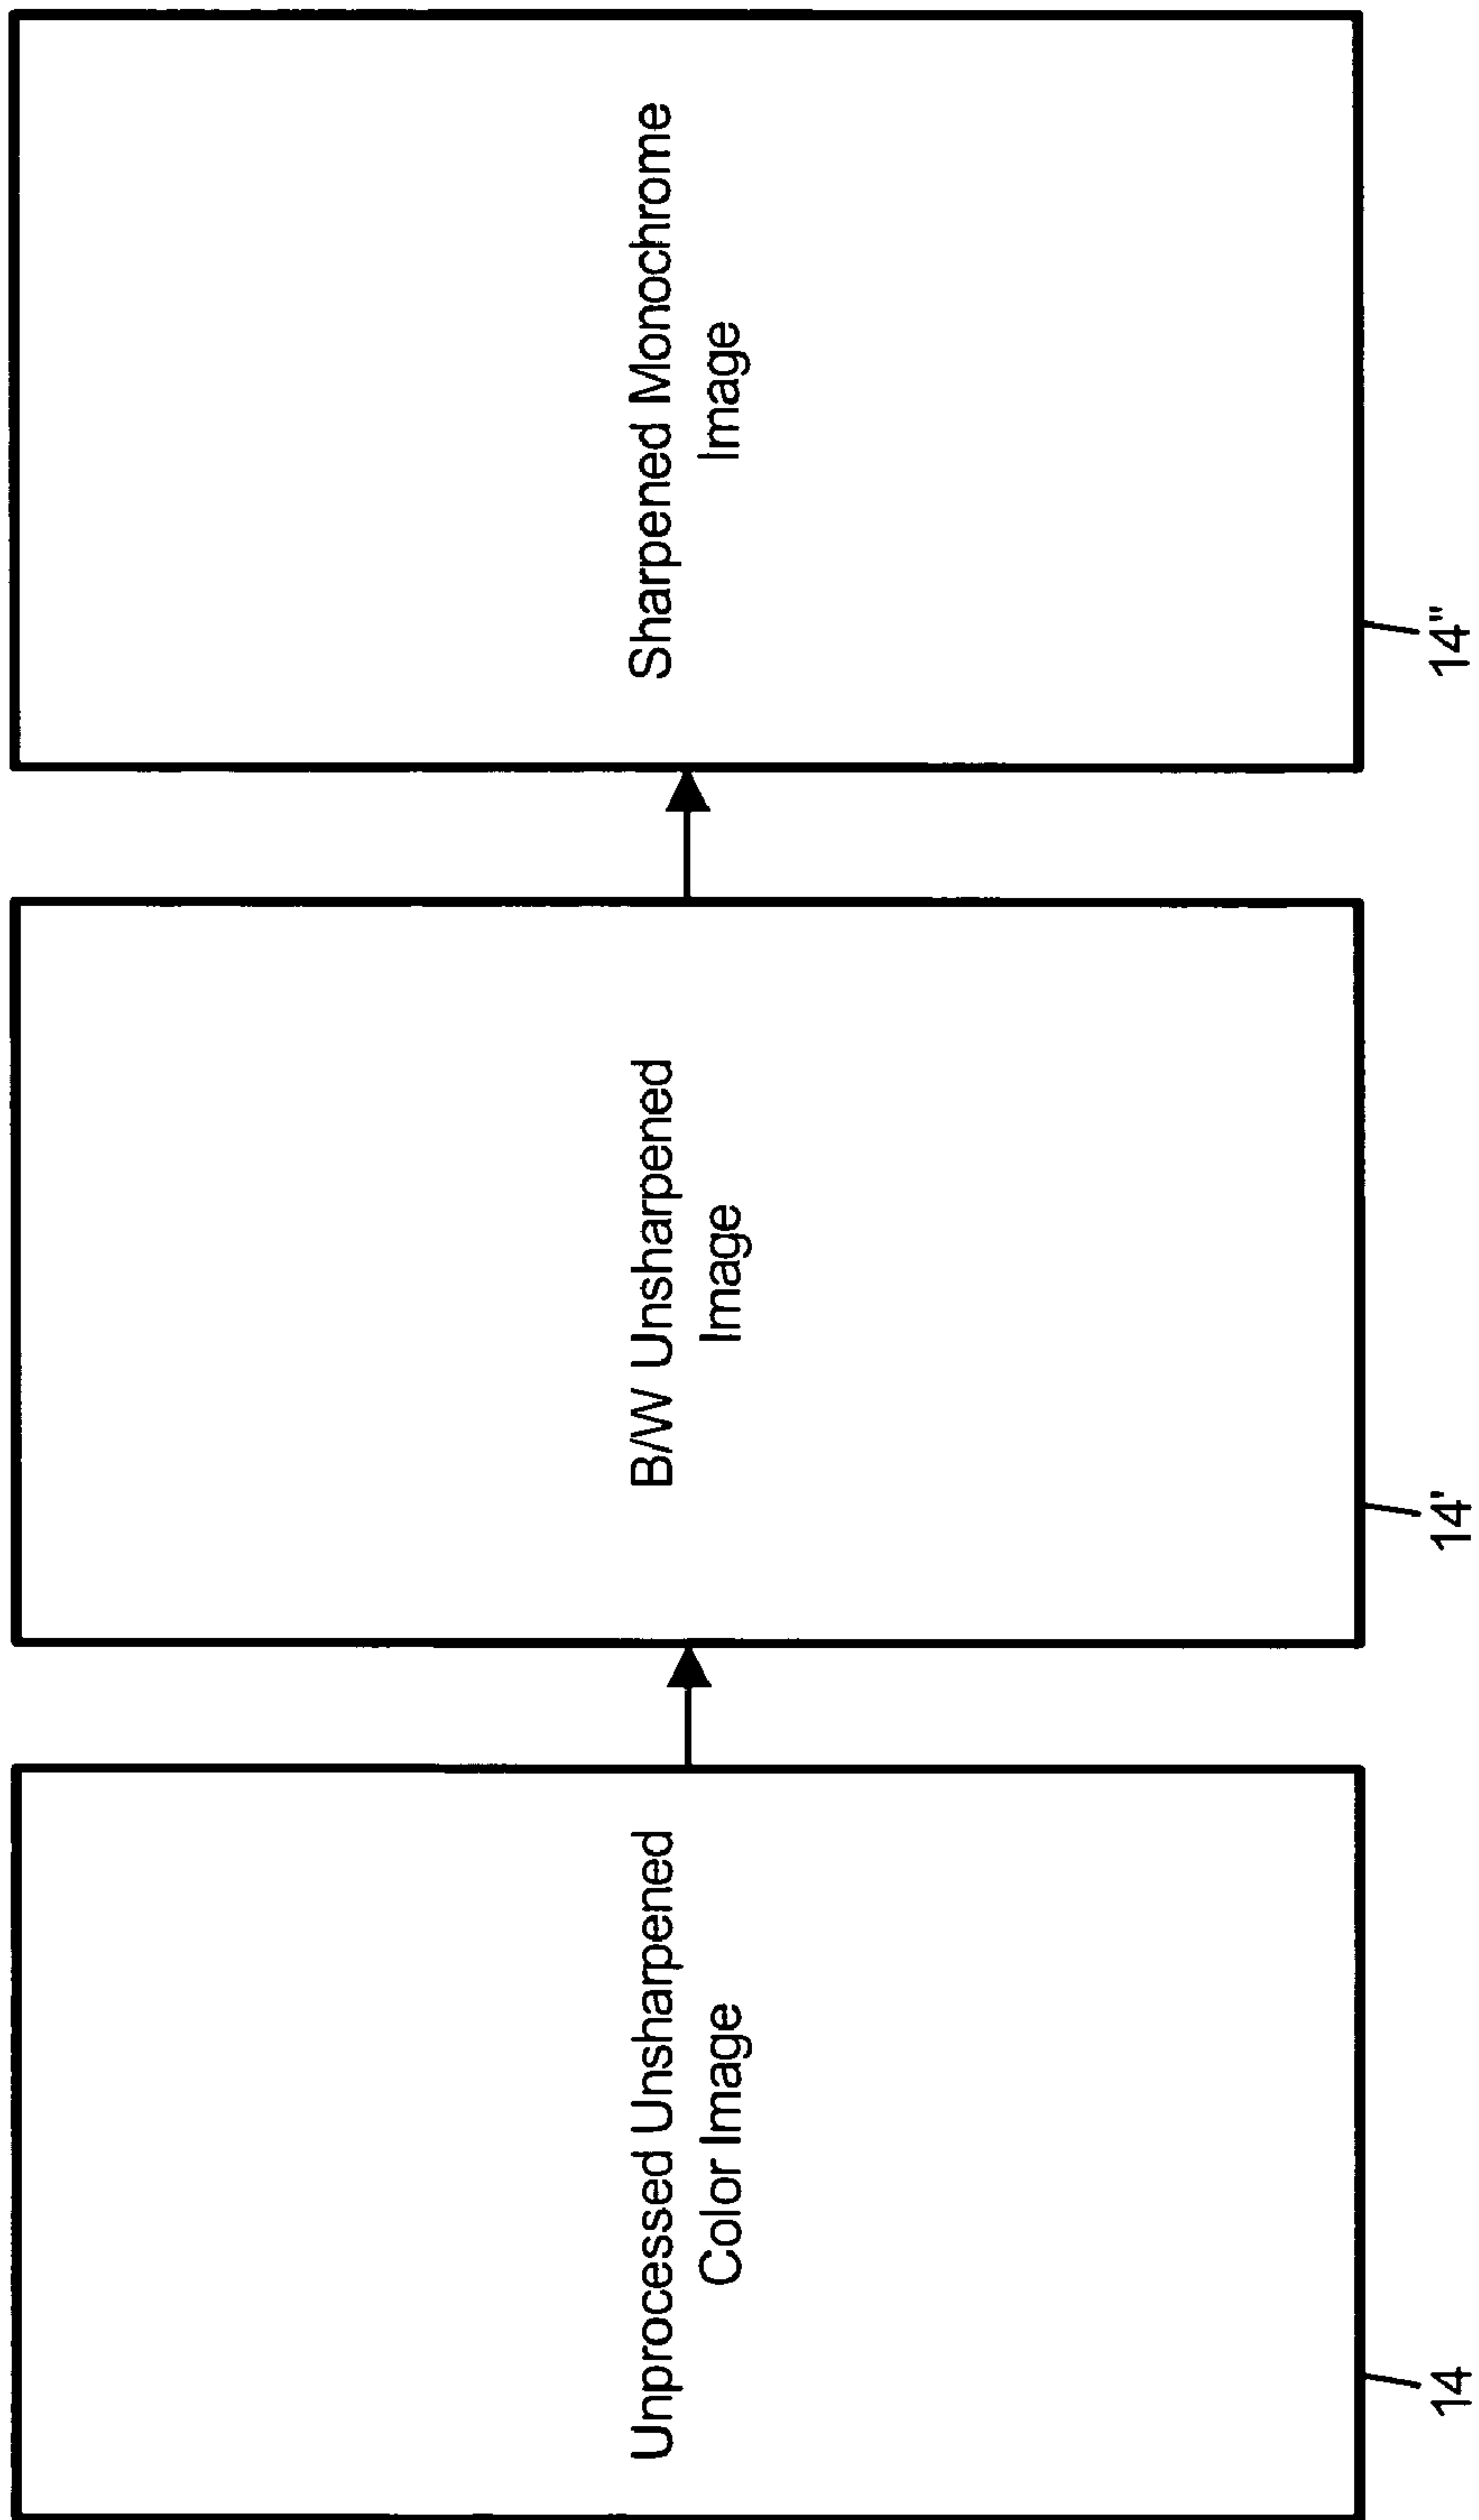 Unprocessed Unsharpened
Color Image
14
B/W Unsharpened
Image
14'
Sharpened Monochrome
Image
14"